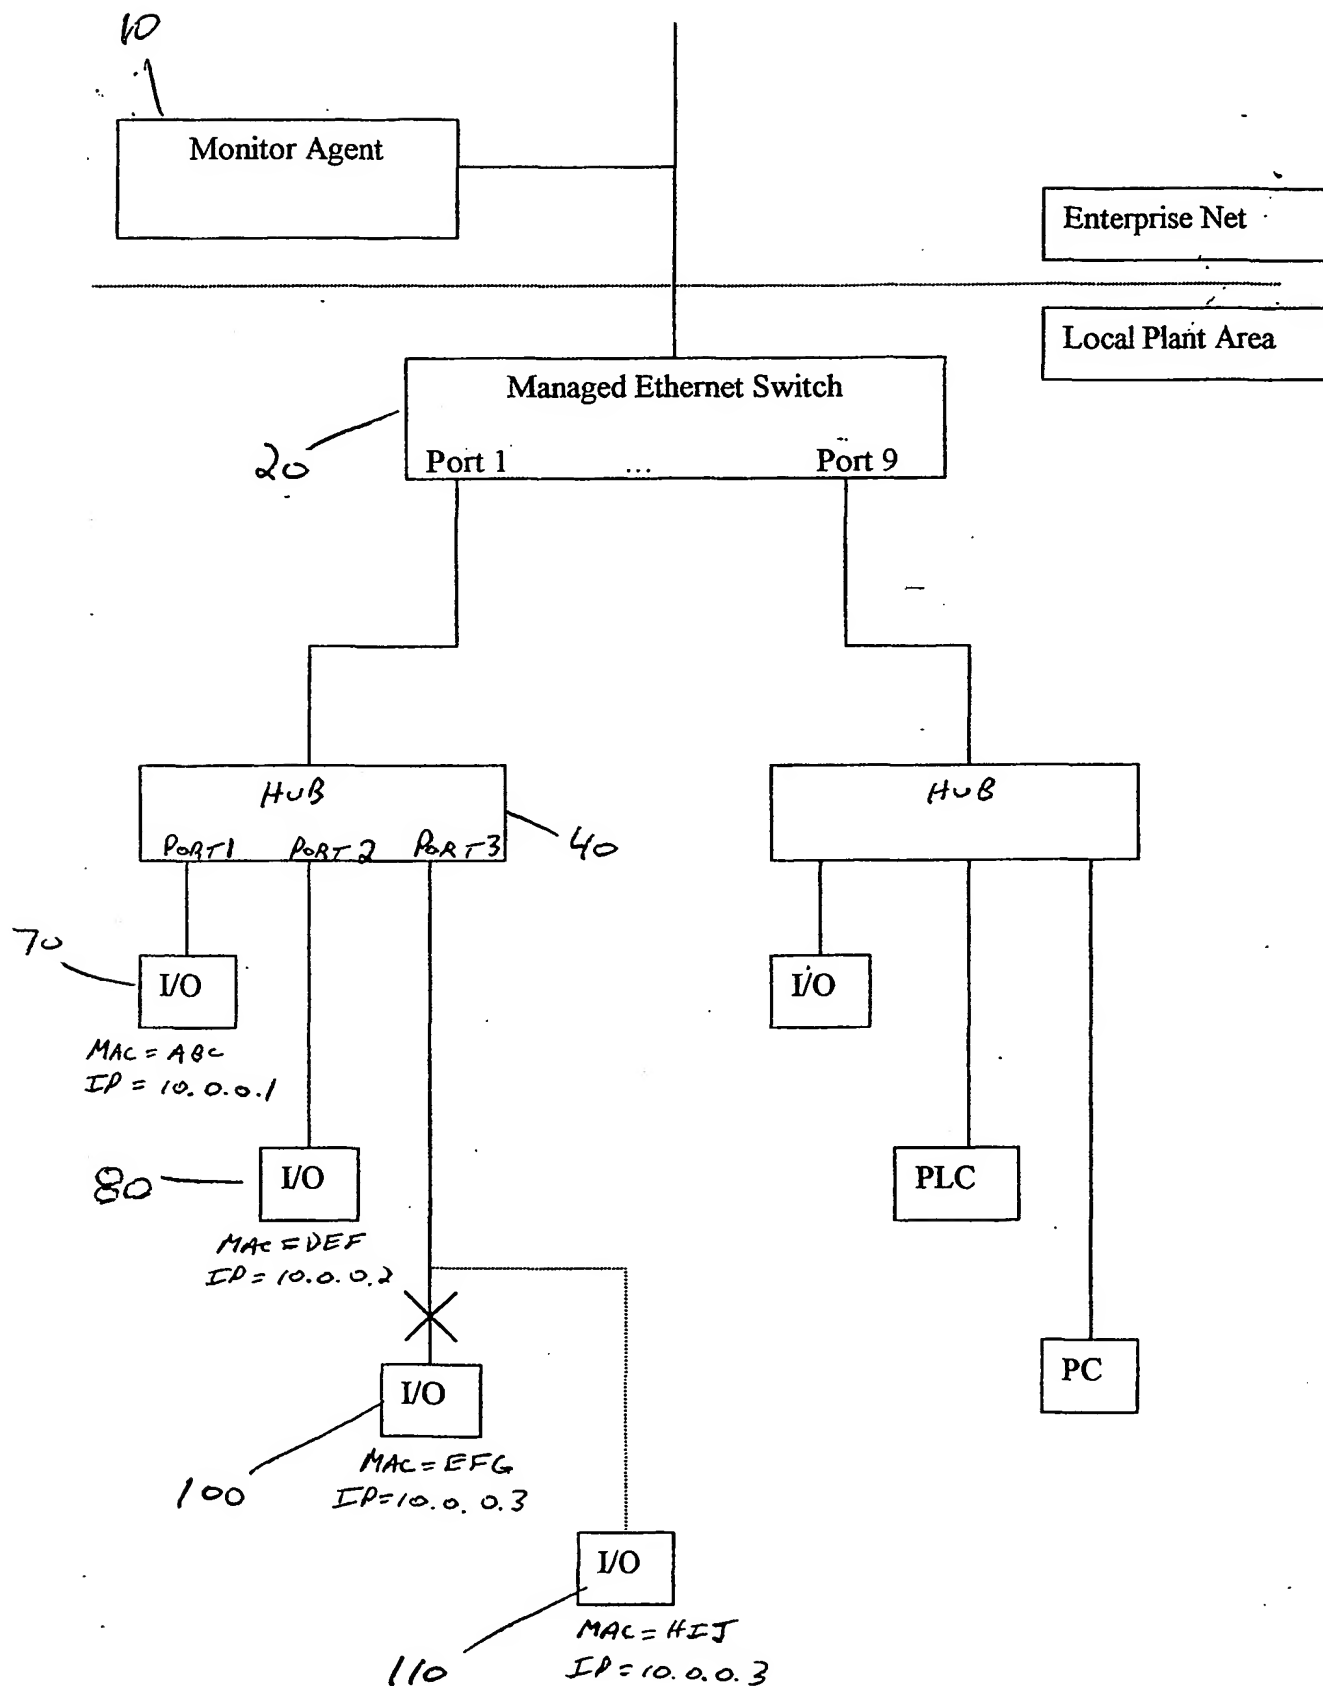 10
Monitor Agent
Enterprise Net
Local Plant Area
Managed Ethernet Switch
20
Port 1 ... Port 9
HUB
HUB
PORT1 PORT2 PORT3
40
70
I/O
I/O
MAC = ABC
IP = 10.0.0.1
80
I/O
PLC
MAC = DEF
IP = 10.0.0.2
I/O
PC
100
MAC = EFG
IP = 10.0.0.3
I/O
110
MAC = HIJ
IP = 10.0.0.3